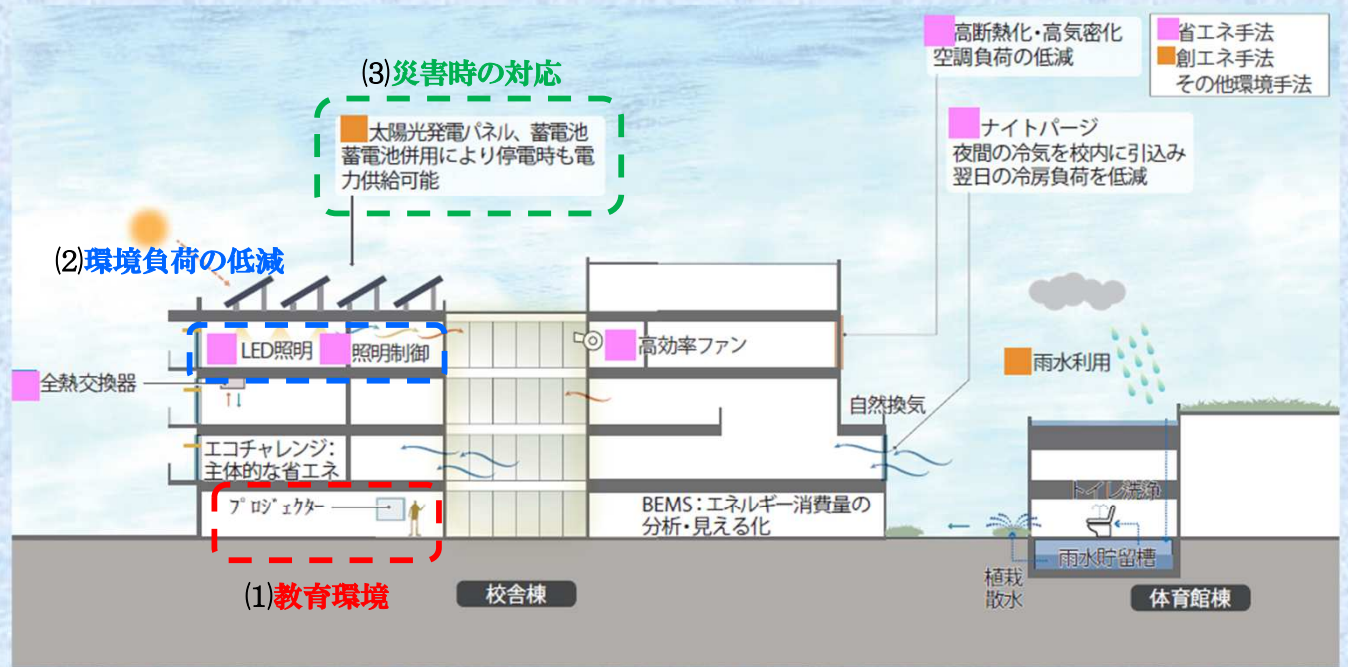 高断熱化・高気密化
空調負荷の低減
省エネ手法
創エネ手法
その他環境手法
(3)災害時の対応
太陽光発電パネル、蓄電池
蓄電池併用により停電時も電
力供給可能
ナイトパージ
夜間の冷気を校内に引込み
翌日の冷房負荷を低減
(2)環境負荷の低減
LED照明
照明制御
高効率ファン
雨水利用
全熱交換器
自然換気
エコチャレンジ：
主体的な省エネ
プロジェクター
BEMS：エネルギー消費量の
分析・見える化
トイレ洗浄
雨水貯留槽
植栽
散水
(1)教育環境
校舎棟
体育館棟